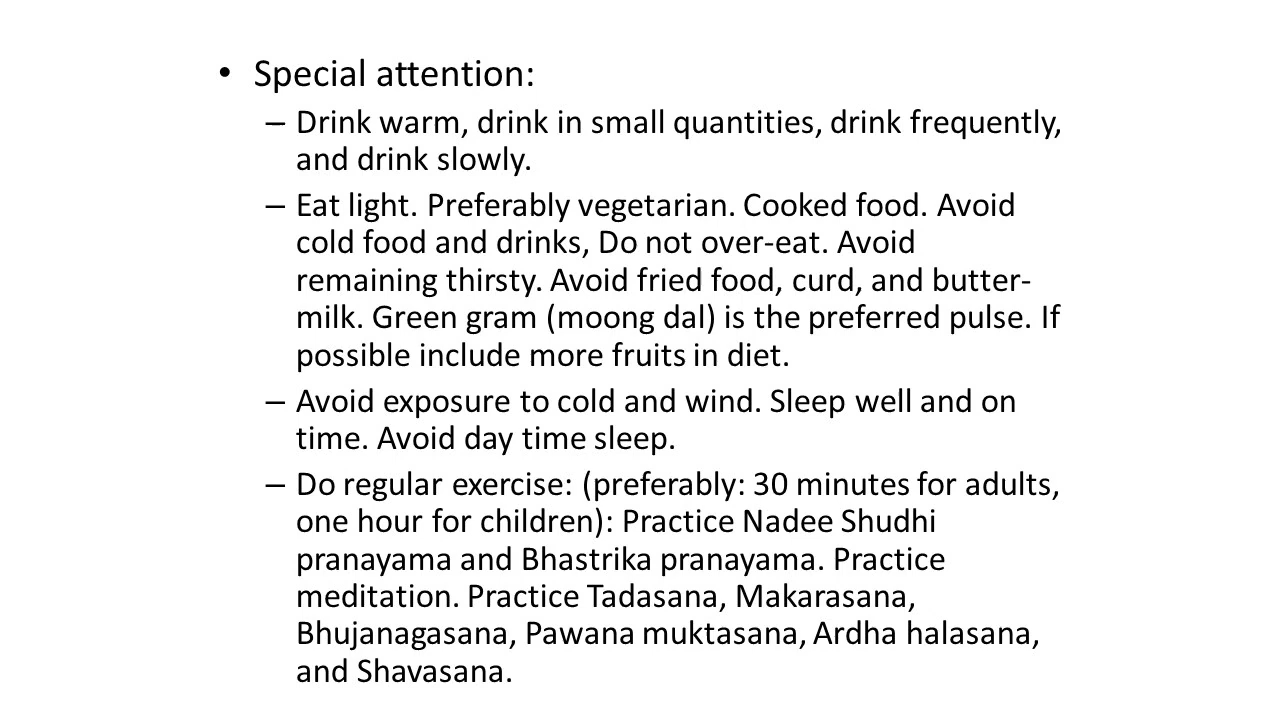 • Special attention:
– Drink warm, drink in small quantities, drink frequently,
and drink slowly.
– Eat light. Preferably vegetarian. Cooked food. Avoid
cold food and drinks, Do not over-eat. Avoid
remaining thirsty. Avoid fried food, curd, and butter-
milk. Green gram (moong dal) is the preferred pulse. If
possible include more fruits in diet.
– Avoid exposure to cold and wind. Sleep well and on
time. Avoid day time sleep.
– Do regular exercise: (preferably: 30 minutes for adults,
one hour for children): Practice Nadee Shudhi
pranayama and Bhastrika pranayama. Practice
meditation. Practice Tadasana, Makarasana,
Bhujanagasana, Pawana muktasana, Ardha halasana,
and Shavasana.